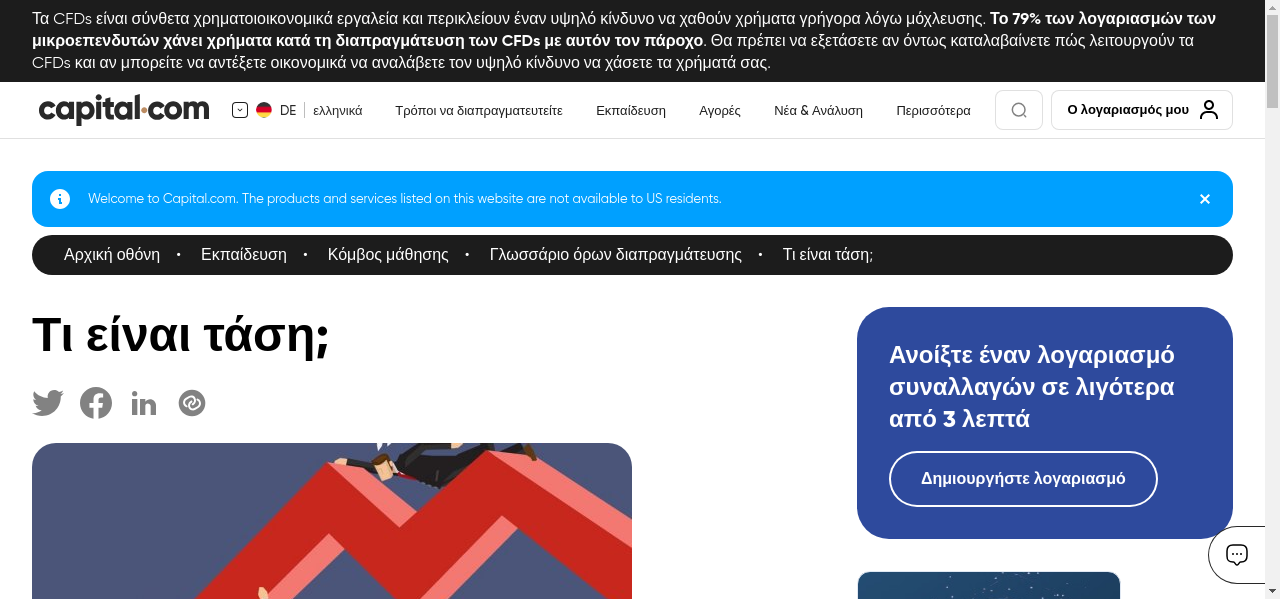 Τα CFDs είναι σύνθετα χρηματοοικονομικά εργαλεία και περικλείουν έναν υψηλό κίνδυνο να χαθούν χρήματα γρήγορα λόγω μόχλευσης. Το 79% των λογαριασμών των
μικροεπενδυτών χάνει χρήματα κατά τη διαπραγμάτευση των CFDs με αυτόν τον πάροχο. Θα πρέπει να εξετάσετε αν όντως καταλαβαίνετε πώς λειτουργούν τα
CFDs και αν μπορείτε να αντέξετε οικονομικά να αναλάβετε τον υψηλό κίνδυνο να χάσετε τα χρήματά σας.
capital.com DE ελληνικά Τρόποι να διαπραγματευτείτε Εκπαίδευση Αγορές Νέα & Ανάλυση Περισσότερα Ο λογαριασμός μου
Welcome to Capital.com. The products and services listed on this website are not available to US residents.
Αρχική οθόνη • Εκπαίδευση • Κόμβος μάθησης • Γλωσσάριο όρων διαπραγμάτευσης • Τι είναι τάση;
Τι είναι τάση;
Ανοίξτε έναν λογαριασμό
συναλλαγών σε λιγότερα
από 3 λεπτά
Δημιουργήστε λογαριασμό